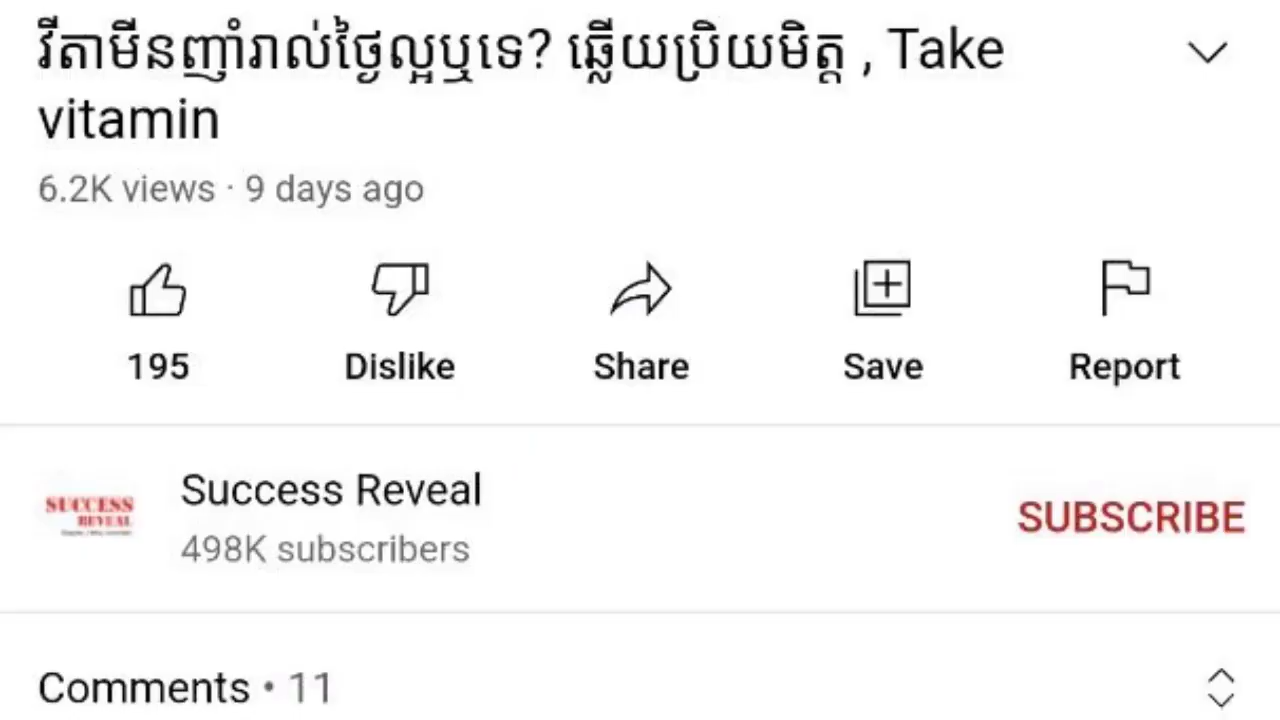 វីតាមីនញ៉ាំរាល់ថ្ងៃល្អឬទេ? ឆ្លើយប្រិយមិត្ត , Take
vitamin
6.2K views · 9 days ago
195 Dislike Share Save Report
SUCCESS
REVEAL
Success Reveal
498K subscribers
SUBSCRIBE
Comments • 11